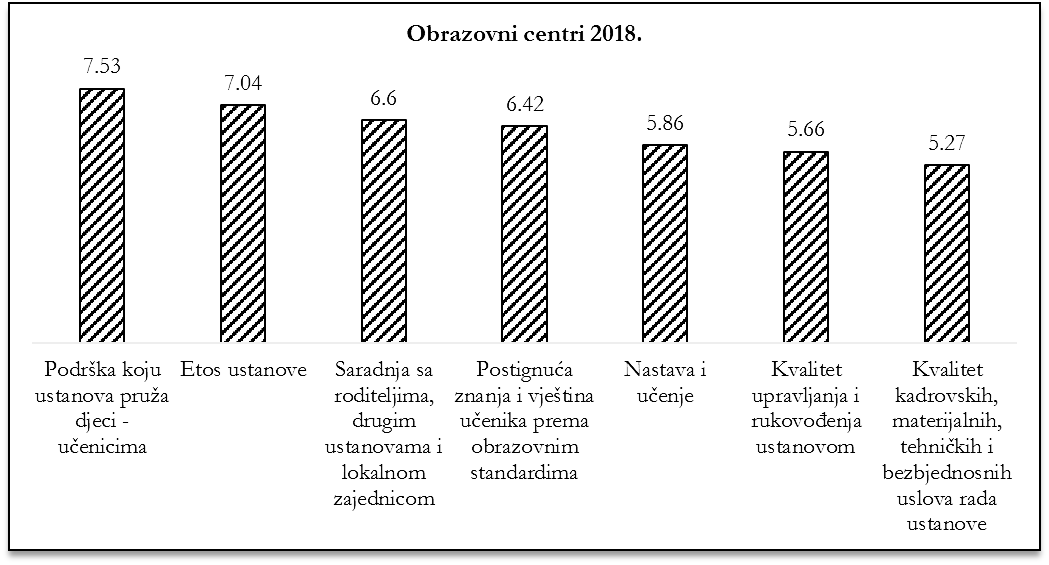 Obrazovni centri 2018.
7.53
7.04
6.6
6.42
5.86
5.66
5.27
Podrška koju
ustanova pruža
djeci -
učenicima
Etos ustanove
Saradnja sa
roditeljima,
drugim
ustanovama i
lokalnom
zajednicom
Postignuća
znanja i vještina
učenika prema
obrazovnim
standardima
Nastava i
učenje
Kvalitet
upravljanja i
rukovođenja
ustanovom
Kvalitet
kadrovskih,
materijalnih,
tehničkih i
bezbjednosnih
uslova rada
ustanove